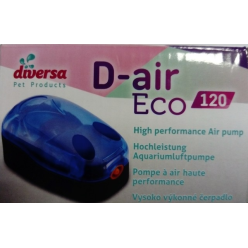 diversa
Pet Products
D-air
Eco 120
High performance Air pump
Hochleistung
Aquariumluftpumpe
Pompe à air haute
performance
Vysoko výkonné čerpadlo